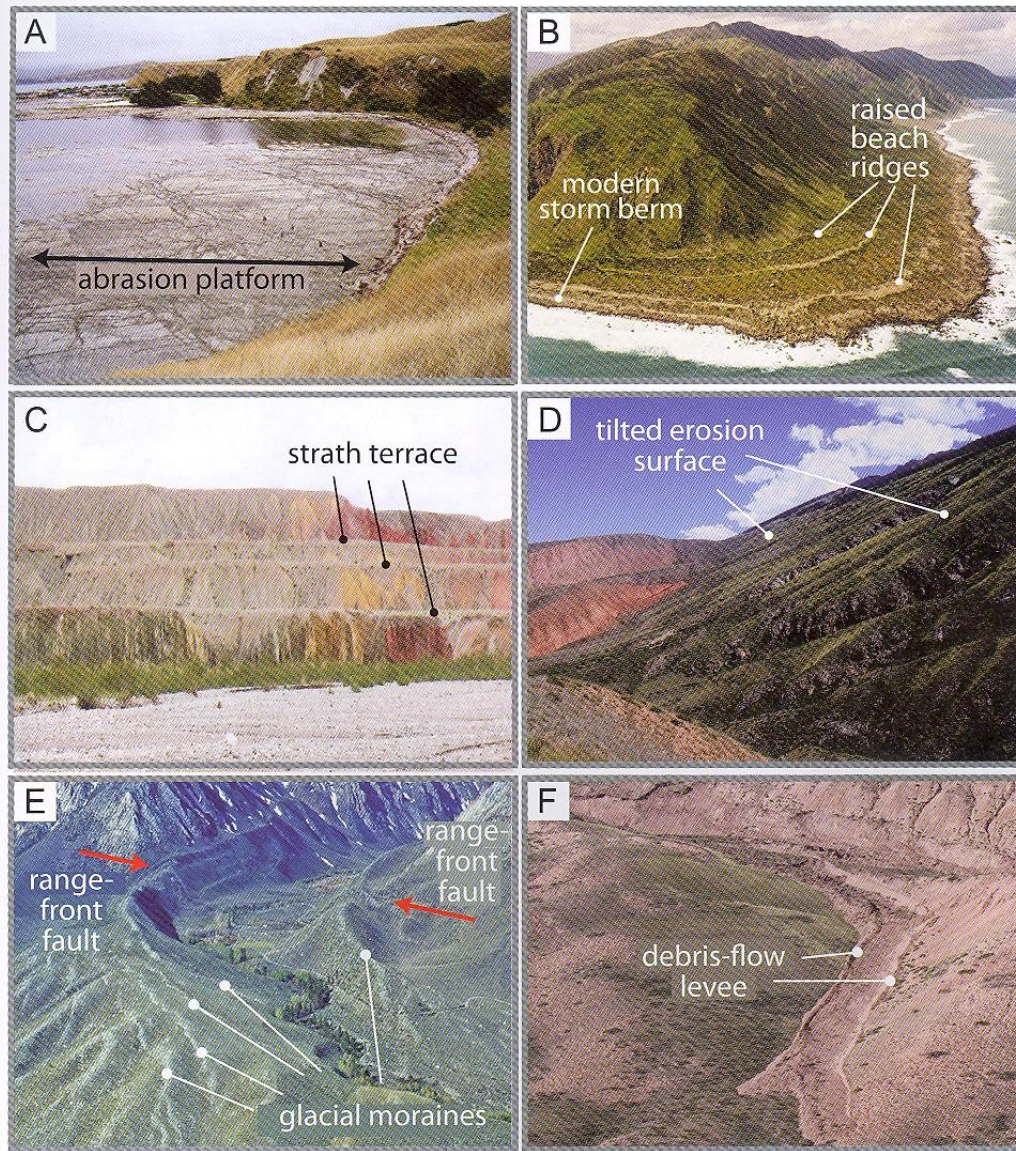 A
abrasion platform
B
raised
beach
ridges
modern
storm berm
C
strath terrace
D
tilted erosion
surface
E
range-
front
fault
range-
front
fault
glacial moraines
F
debris-flow
levee